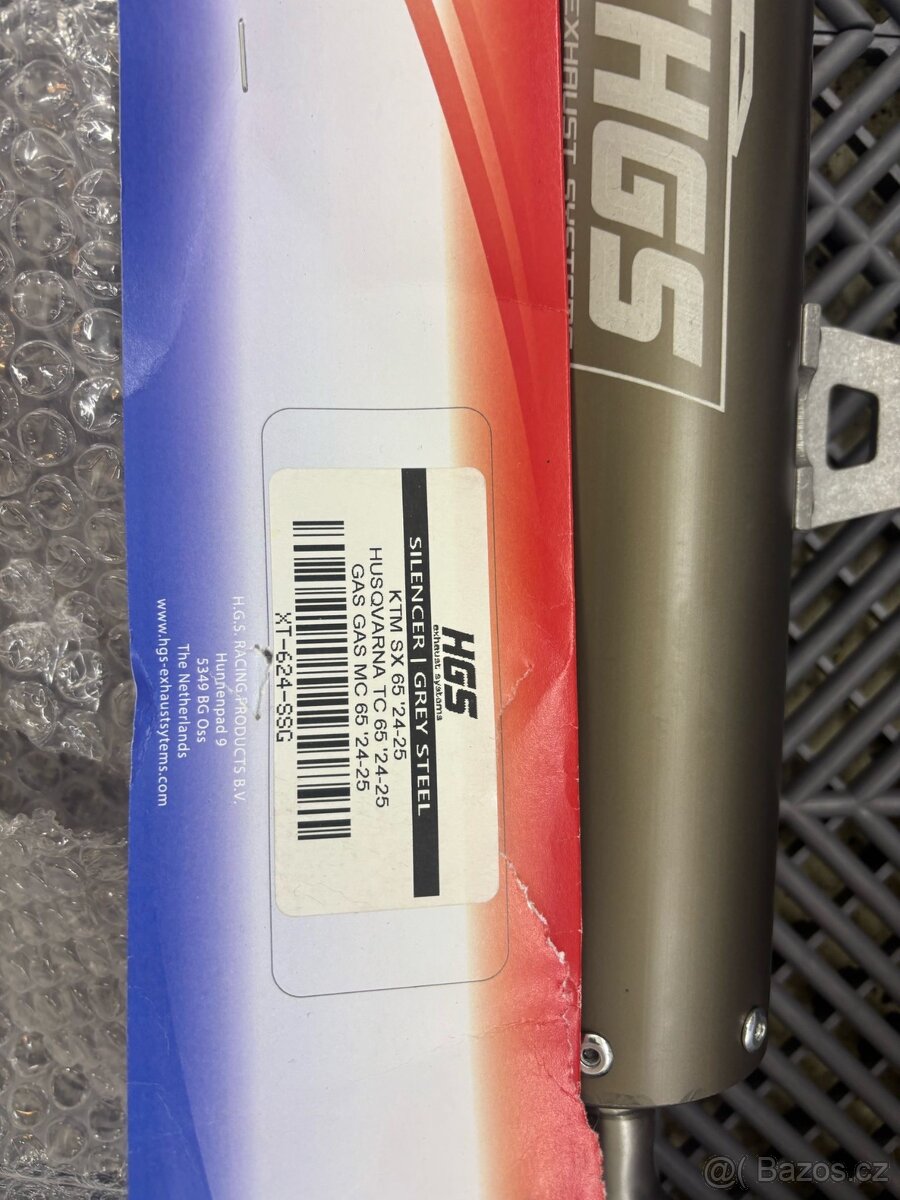 HGS
EXHAUST SYSTEMS
HGS
exhaust systems
SILENCER | GREY STEEL
KTM SX 65 '24-25
HUSQVARNA TC 65 '24-25
GAS GAS MC 65 '24-25
XT-624-SSG
H.G.S. RACING PRODUCTS B.V.
Hunnenpad 9
5349 BG Oss
The Netherlands
www.hgs-exhaustsytems.com
@( Bazos.cz